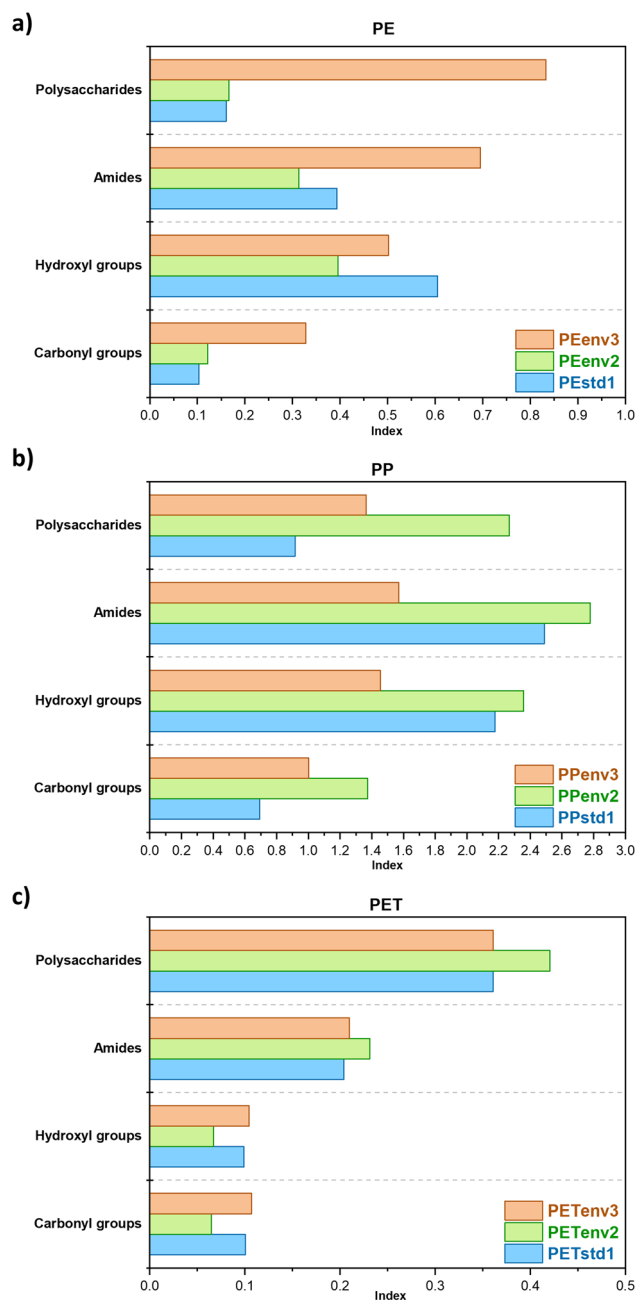 a)
PE
Polysaccharides
Amides
Hydroxyl groups
Carbonyl groups
PEenv3
PEenv2
PEstd1
0.0 0.1 0.2 0.3 0.4 0.5 0.6 0.7 0.8 0.9 1.0
Index
b)
PP
Polysaccharides
Amides
Hydroxyl groups
Carbonyl groups
PPenv3
PPenv2
PPstd1
0.0 0.2 0.4 0.6 0.8 1.0 1.2 1.4 1.6 1.8 2.0 2.2 2.4 2.6 2.8 3.0
Index
c)
PET
Polysaccharides
Amides
Hydroxyl groups
Carbonyl groups
PETenv3
PETenv2
PETstd1
0.0 0.1 0.2 0.3 0.4 0.5
Index